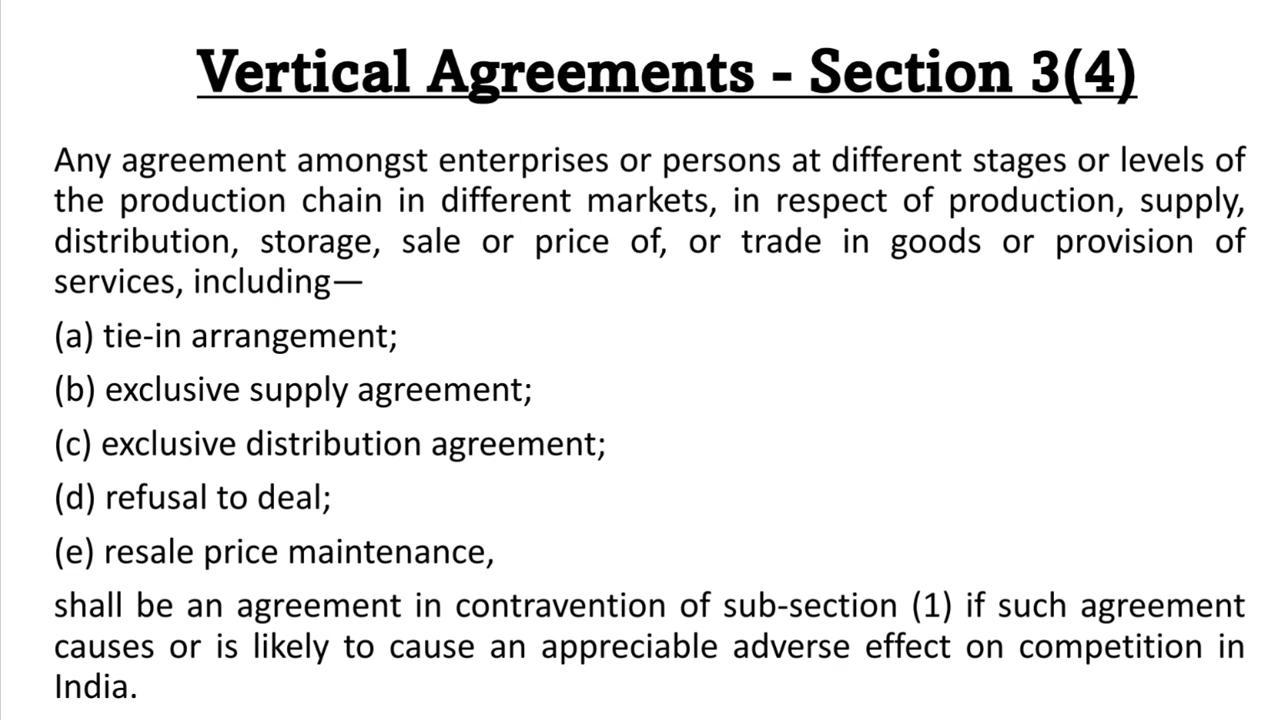 Vertical Agreements - Section 3(4)
Any agreement amongst enterprises or persons at different stages or levels of
the production chain in different markets, in respect of production, supply,
distribution, storage, sale or price of, or trade in goods or provision of
services, including—
(a) tie-in arrangement;
(b) exclusive supply agreement;
(c) exclusive distribution agreement;
(d) refusal to deal;
(e) resale price maintenance,
shall be an agreement in contravention of sub-section (1) if such agreement
causes or is likely to cause an appreciable adverse effect on competition in
India.